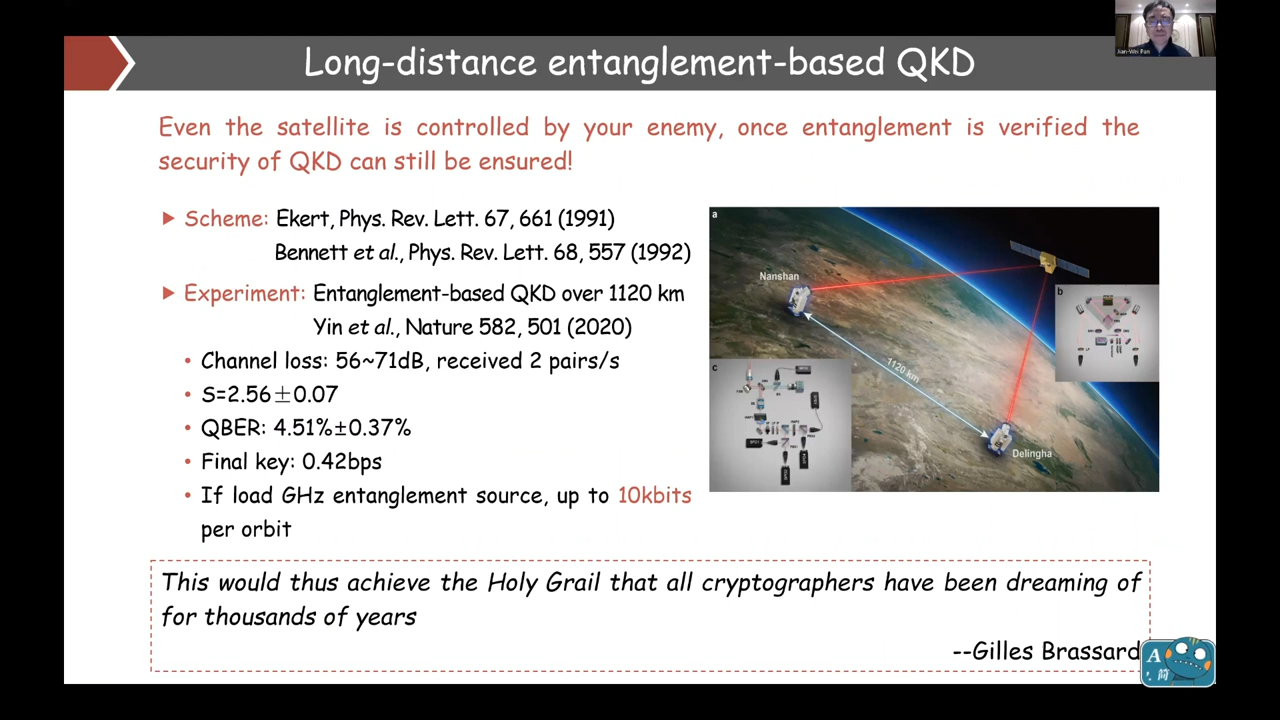 Jian-Wei Pan
Long-distance entanglement-based QKD
Even the satellite is controlled by your enemy, once entanglement is verified the
security of QKD can still be ensured!
Scheme: Ekert, Phys. Rev. Lett. 67, 661 (1991)
Bennett et al., Phys. Rev. Lett. 68, 557 (1992)
Experiment: Entanglement-based QKD over 1120 km
Yin et al., Nature 582, 501 (2020)
• Channel loss: 56~71dB, received 2 pairs/s
• S=2.56±0.07
• QBER: 4.51%±0.37%
• Final key: 0.42bps
• If load GHz entanglement source, up to 10kbits
per orbit
a
Nanshan
b
c
1120 km
Delingha
This would thus achieve the Holy Grail that all cryptographers have been dreaming of
for thousands of years
--Gilles Brassard
A
简